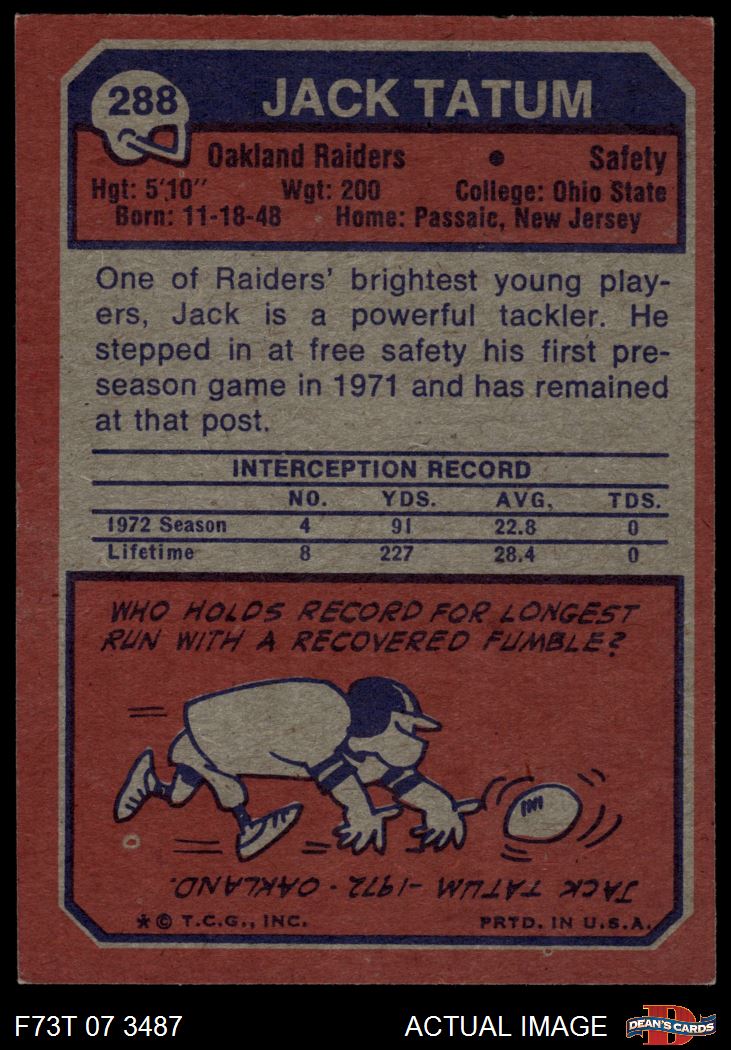 288
JACK TATUM
Oakland Raiders • Safety
Hgt: 5'10" Wgt: 200 College: Ohio State
Born: 11-18-48 Home: Passaic, New Jersey
One of Raiders' brightest young play-
ers, Jack is a powerful tackler. He
stepped in at free safety his first pre-
season game in 1971 and has remained
at that post.
INTERCEPTION RECORD
NO. YDS. AVG. TDS.
1972 Season 4 91 22.8 0
Lifetime 8 227 28.4 0
WHO HOLDS RECORD FOR LONGEST
RUN WITH A RECOVERED FUMBLE?
JACK TATUM - 1972 - OAKLAND.
* © T.C.G., INC. PRTD. IN U.S.A.
F73T 07 3487 ACTUAL IMAGE D DEAN'S CARDS